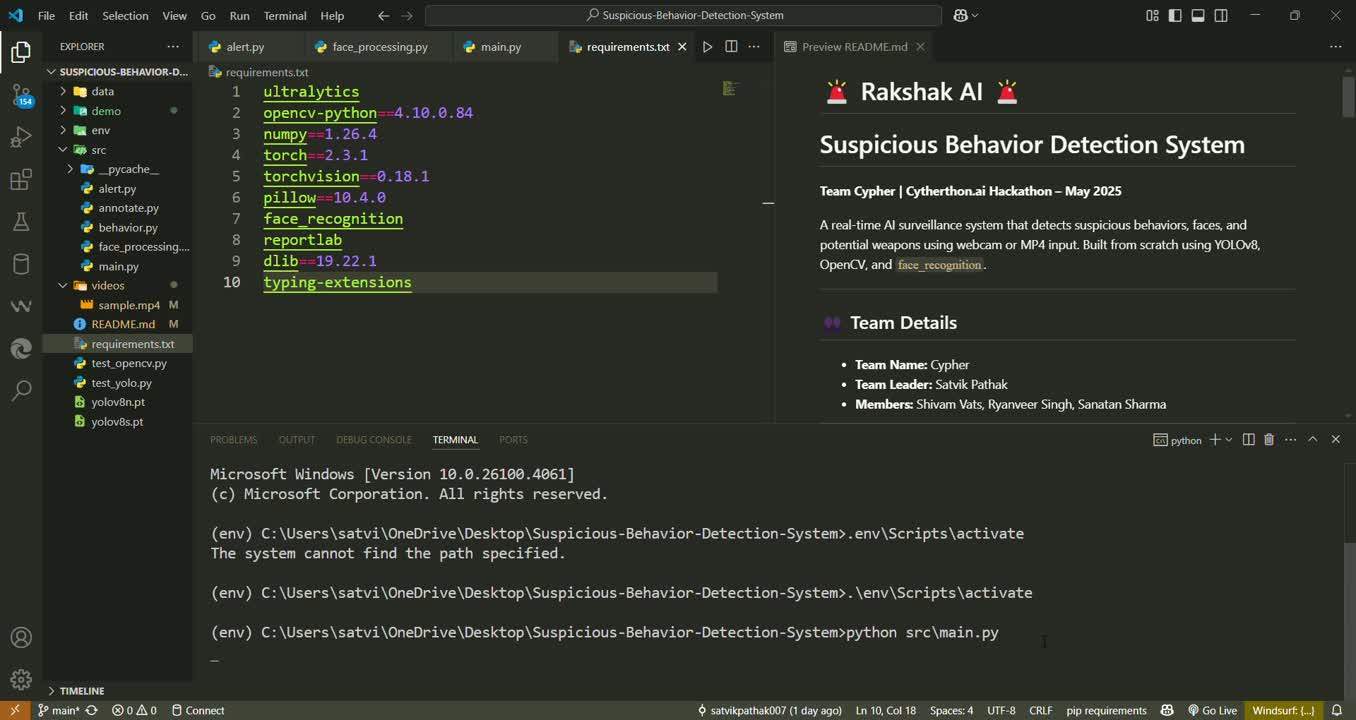 File Edit Selection View Go Run Terminal Help
Suspicious-Behavior-Detection-System
EXPLORER
SUSPICIOUS-BEHAVIOR-D...
data
demo
env
src
__pycache__
alert.py
annotate.py
behavior.py
face_processing....
main.py
videos
sample.mp4 M
README.md M
requirements.txt
test_opencv.py
test_yolo.py
yolov8n.pt
yolov8s.pt
TIMELINE
154
alert.py face_processing.py main.py requirements.txt
requirements.txt
1 ultralytics
2 opencv-python==4.10.0.84
3 numpy==1.26.4
4 torch==2.3.1
5 torchvision==0.18.1
6 pillow==10.4.0
7 face_recognition
8 reportlab
9 dlib==19.22.1
10 typing-extensions
Preview README.md
🚨 Rakshak AI 🚨
Suspicious Behavior Detection System
Team Cypher | Cytherton.ai Hackathon – May 2025
A real-time AI surveillance system that detects suspicious behaviors, faces, and
potential weapons using webcam or MP4 input. Built from scratch using YOLOv8,
OpenCV, and face_recognition.
Team Details
• Team Name: Cypher
• Team Leader: Satvik Pathak
• Members: Shivam Vats, Ryanveer Singh, Sanatan Sharma
PROBLEMS OUTPUT DEBUG CONSOLE TERMINAL PORTS
python
Microsoft Windows [Version 10.0.26100.4061]
(c) Microsoft Corporation. All rights reserved.
(env) C:\Users\satvi\OneDrive\Desktop\Suspicious-Behavior-Detection-System>.env\Scripts\activate
The system cannot find the path specified.
(env) C:\Users\satvi\OneDrive\Desktop\Suspicious-Behavior-Detection-System>.\env\Scripts\activate
(env) C:\Users\satvi\OneDrive\Desktop\Suspicious-Behavior-Detection-System>python src\main.py
main* 0 0 Connect satvikpathak007 (1 day ago) Ln 10, Col 18 Spaces: 4 UTF-8 CRLF pip requirements Go Live Windsurf: {...}